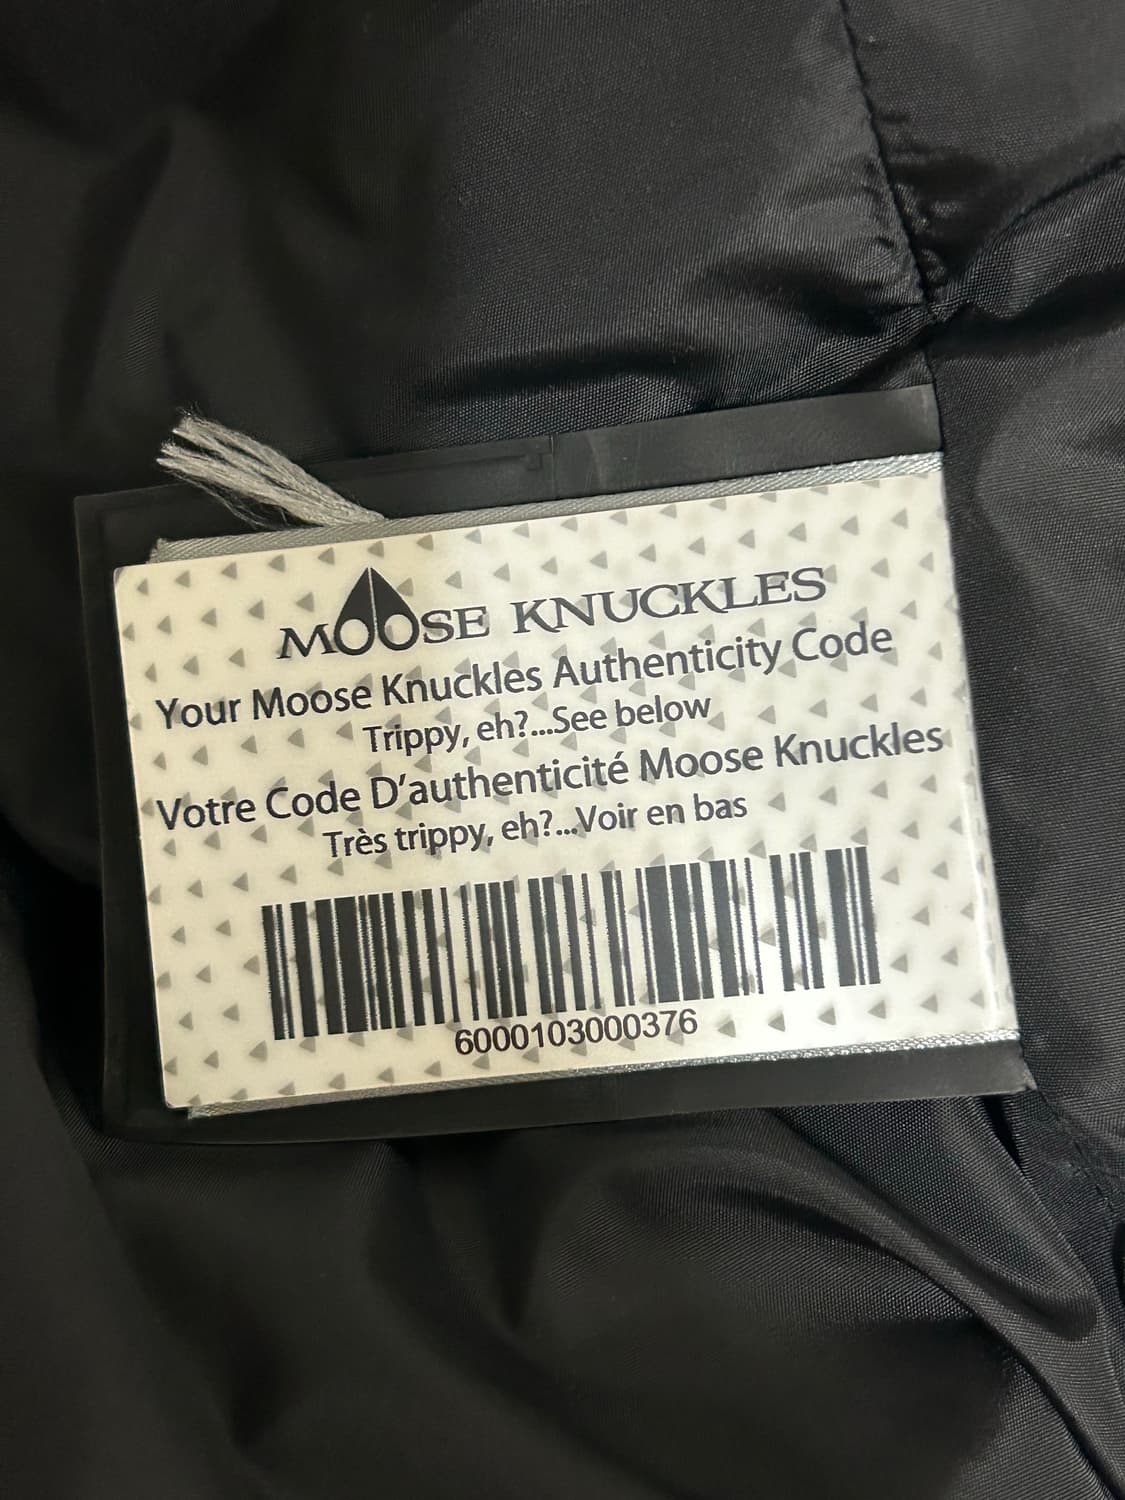 MOOSE KNUCKLES
Your Moose Knuckles Authenticity Code
Trippy, eh?...See below
Votre Code D'authenticité Moose Knuckles
Très trippy, eh?...Voir en bas
6000103000376